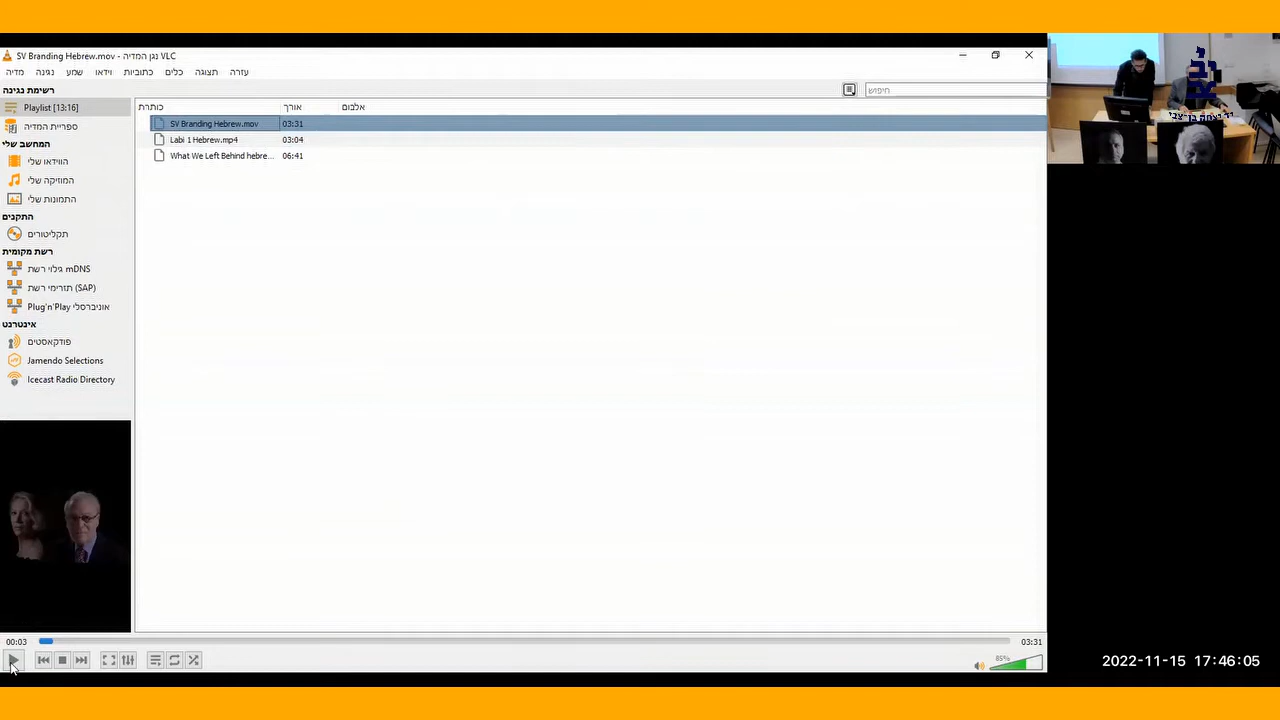 SV Branding Hebrew.mov - נגן המדיה VLC
מדיה נגינה שמע וידאו כתוביות כלים תצוגה עזרה
רשימת נגינה
חיפוש
Playlist [13:16]
כותרת אורך אלבום
SV Branding Hebrew.mov 03:31
Labi 1 Hebrew.mp4 03:04
What We Left Behind hebre... 06:41
ספריית המדיה
המחשב שלי
הווידאו שלי
המוזיקה שלי
התמונות שלי
התקנים
תקליטורים
רשת מקומית
גילוי רשת mDNS
תזרימי רשת (SAP)
אוניברסלי Plug'n'Play
אינטרנט
פודקאסטים
Jamendo Selections
Icecast Radio Directory
00:03
03:31
85%
יד יצחק בן־צבי
2022-11-15 17:46:05